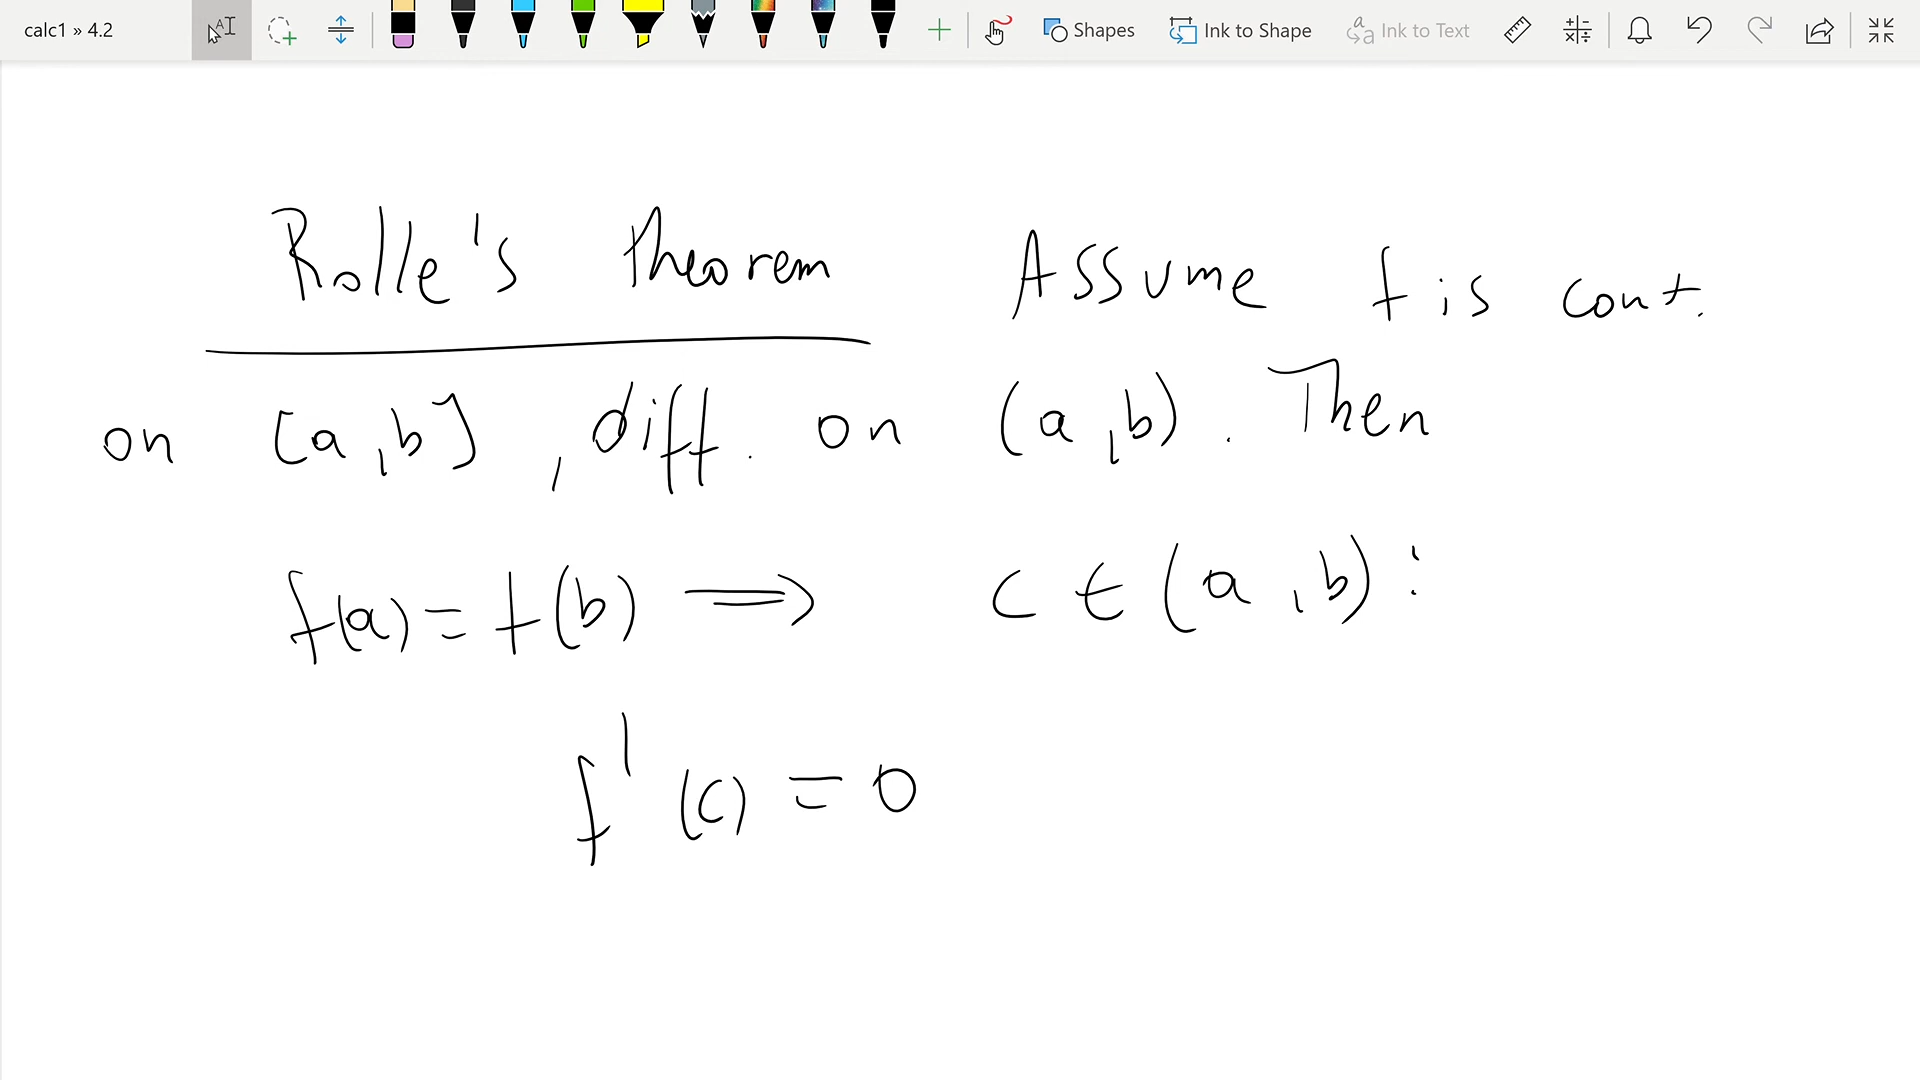 calc1 » 4.2
Shapes
Ink to Shape
Ink to Text
Rolle's theorem Assume f is cont.
on [a,b], diff. on (a,b). Then
f(a) = f(b) ⟹ c ∈ (a,b):
f'(c) = 0